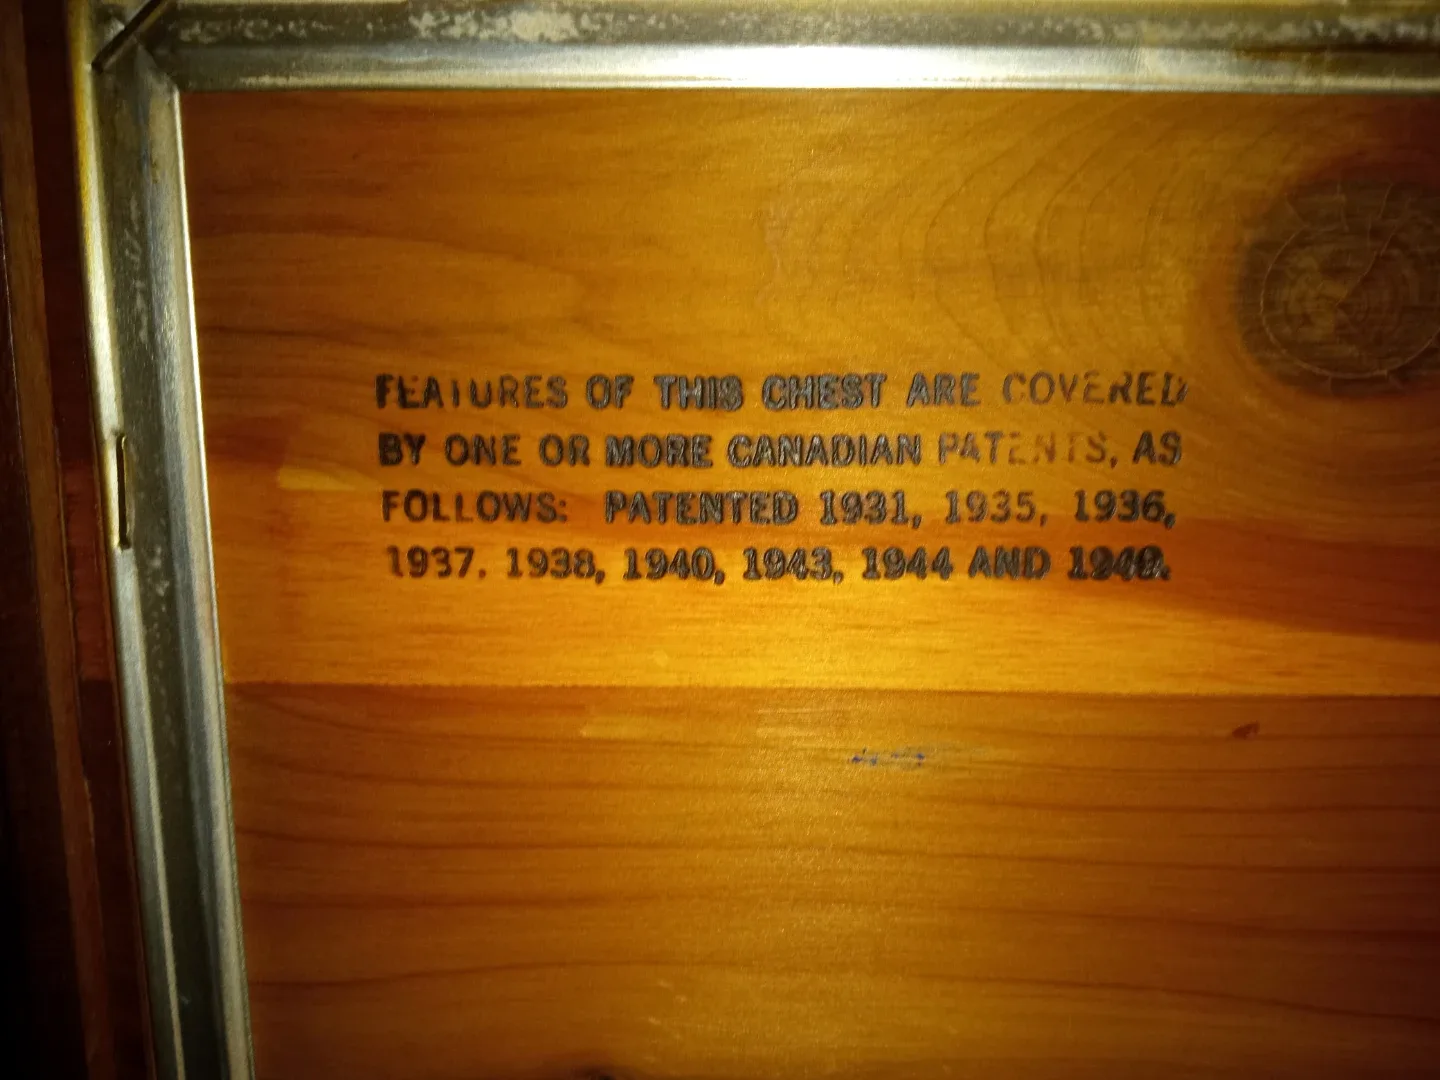 FEATURES OF THIS CHEST ARE COVERED
BY ONE OR MORE CANADIAN PATENTS, AS
FOLLOWS: PATENTED 1931, 1935, 1936,
1937. 1938, 1940, 1943, 1944 AND 1949.